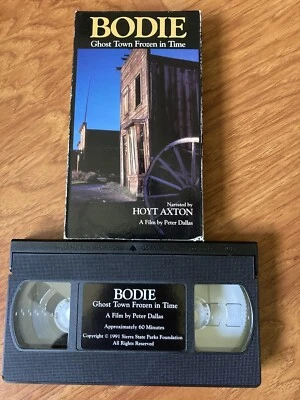 BODIE
Ghost Town Frozen in Time
Narrated by
HOYT AXTON
A Film by Peter Dallas
BODIE
Ghost Town Frozen in Time
A Film by Peter Dallas
Approximately 60 Minutes
Copyright © 1991 Sierra State Parks Foundation
All Rights Reserved